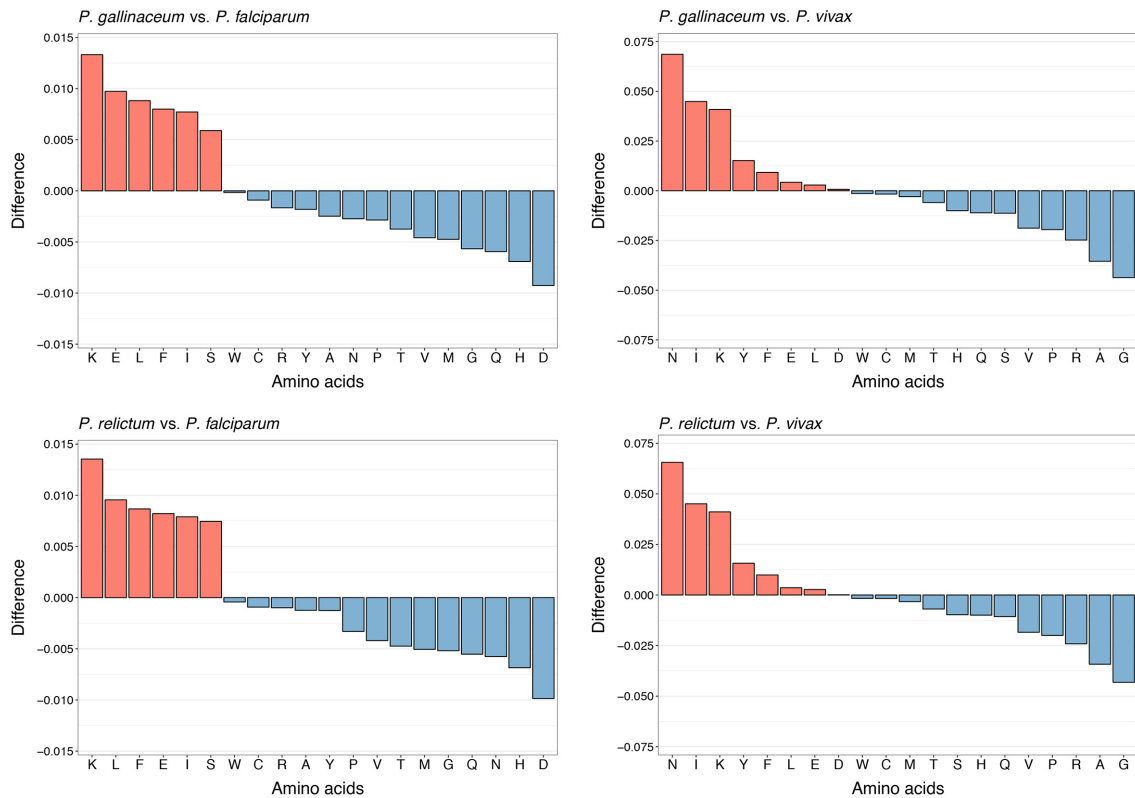 P. gallinaceum vs. P. falciparum
0.015
0.010
0.005
0.000
−0.005
−0.010
−0.015
Difference
K E L F I S W C R Y A N P T V M G Q H D
Amino acids
P. gallinaceum vs. P. vivax
0.075
0.050
0.025
0.000
−0.025
−0.050
−0.075
Difference
N I K Y F E L D W C M T H Q S V P R A G
Amino acids
P. relictum vs. P. falciparum
0.015
0.010
0.005
0.000
−0.005
−0.010
−0.015
Difference
K L F E I S W C R A Y P V T M G Q N H D
Amino acids
P. relictum vs. P. vivax
0.075
0.050
0.025
0.000
−0.025
−0.050
−0.075
Difference
N I K Y F L E D W C M T S H Q V P R A G
Amino acids